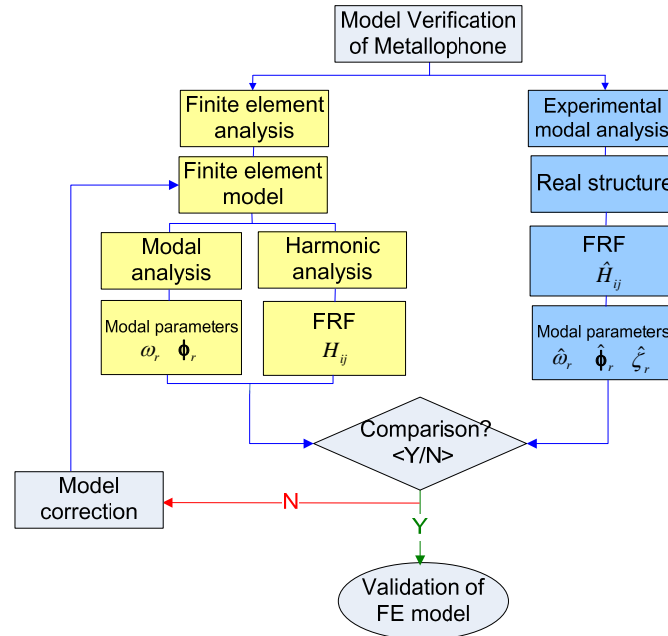 Model Verification
of Metallophone
Finite element
analysis
Experimental
modal analysis
Finite element
model
Real structure
Modal
analysis
Harmonic
analysis
FRF
Ĥij
Modal parameters
ωr ϕr
FRF
Hij
Modal parameters
ω̂r ϕ̂r ζ̂r
Comparison?
<Y/N>
Model
correction
N
Y
Validation of
FE model